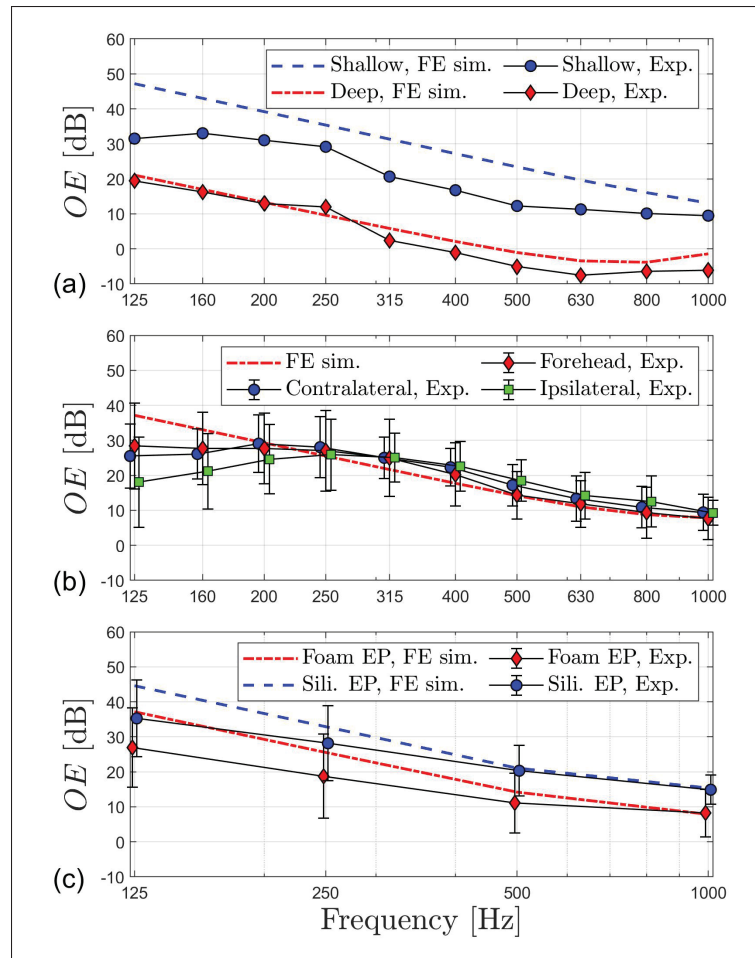 60
50
40
30
20
10
0
-10
OE [dB]
Shallow, FE sim.
Shallow, Exp.
Deep, FE sim.
Deep, Exp.
(a)
125 160 200 250 315 400 500 630 800 1000
60
50
40
30
20
10
0
-10
OE [dB]
FE sim.
Forehead, Exp.
Contralateral, Exp.
Ipsilateral, Exp.
(b)
125 160 200 250 315 400 500 630 800 1000
60
50
40
30
20
10
0
-10
OE [dB]
Foam EP, FE sim.
Foam EP, Exp.
Sili. EP, FE sim.
Sili. EP, Exp.
(c)
125 250 500 1000
Frequency [Hz]